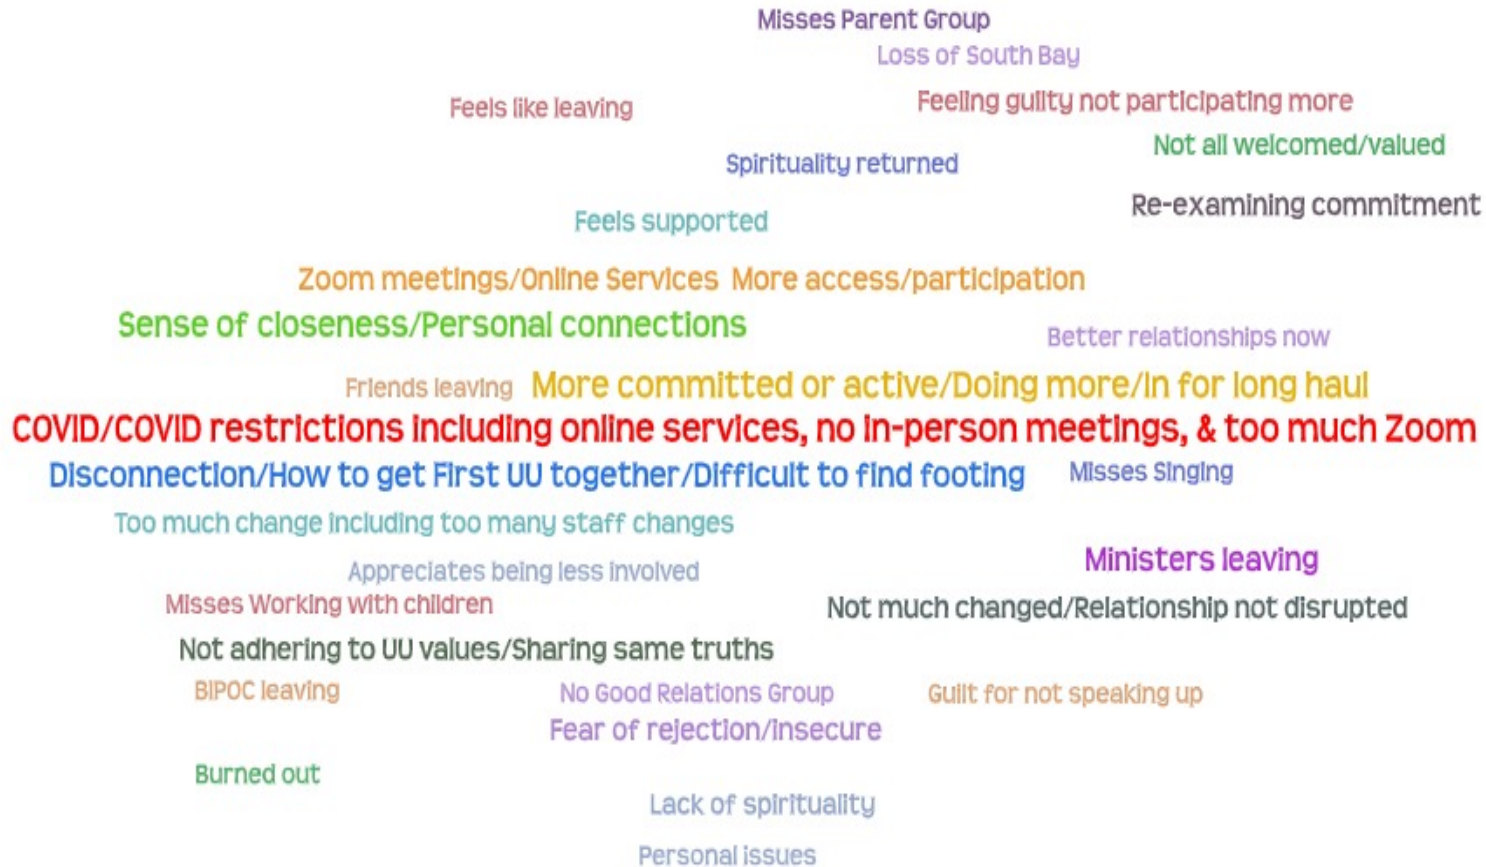 Misses Parent Group
Loss of South Bay
Feeling guilty not participating more
Feels like leaving
Not all welcomed/valued
Spirituality returned
Re-examining commitment
Feels supported
Zoom meetings/Online Services More access/participation
Sense of closeness/Personal connections
Better relationships now
Friends leaving More committed or active/Doing more/In for long haul
COVID/COVID restrictions including online services, no in-person meetings, & too much Zoom
Disconnection/How to get First UU together/Difficult to find footing Misses Singing
Too much change including too many staff changes
Ministers leaving
Appreciates being less involved
Misses Working with children
Not much changed/Relationship not disrupted
Not adhering to UU values/Sharing same truths
BIPOC leaving No Good Relations Group Guilt for not speaking up
Fear of rejection/insecure
Burned out
Lack of spirituality
Personal issues